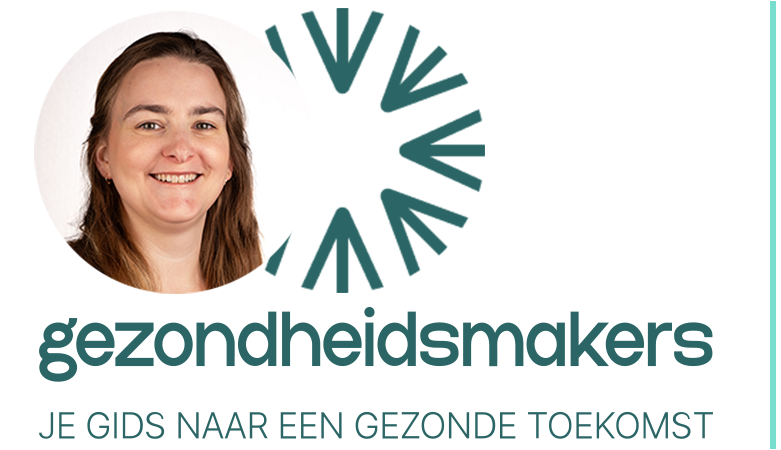 gezondheidsmakers
JE GIDS NAAR EEN GEZONDE TOEKOMST